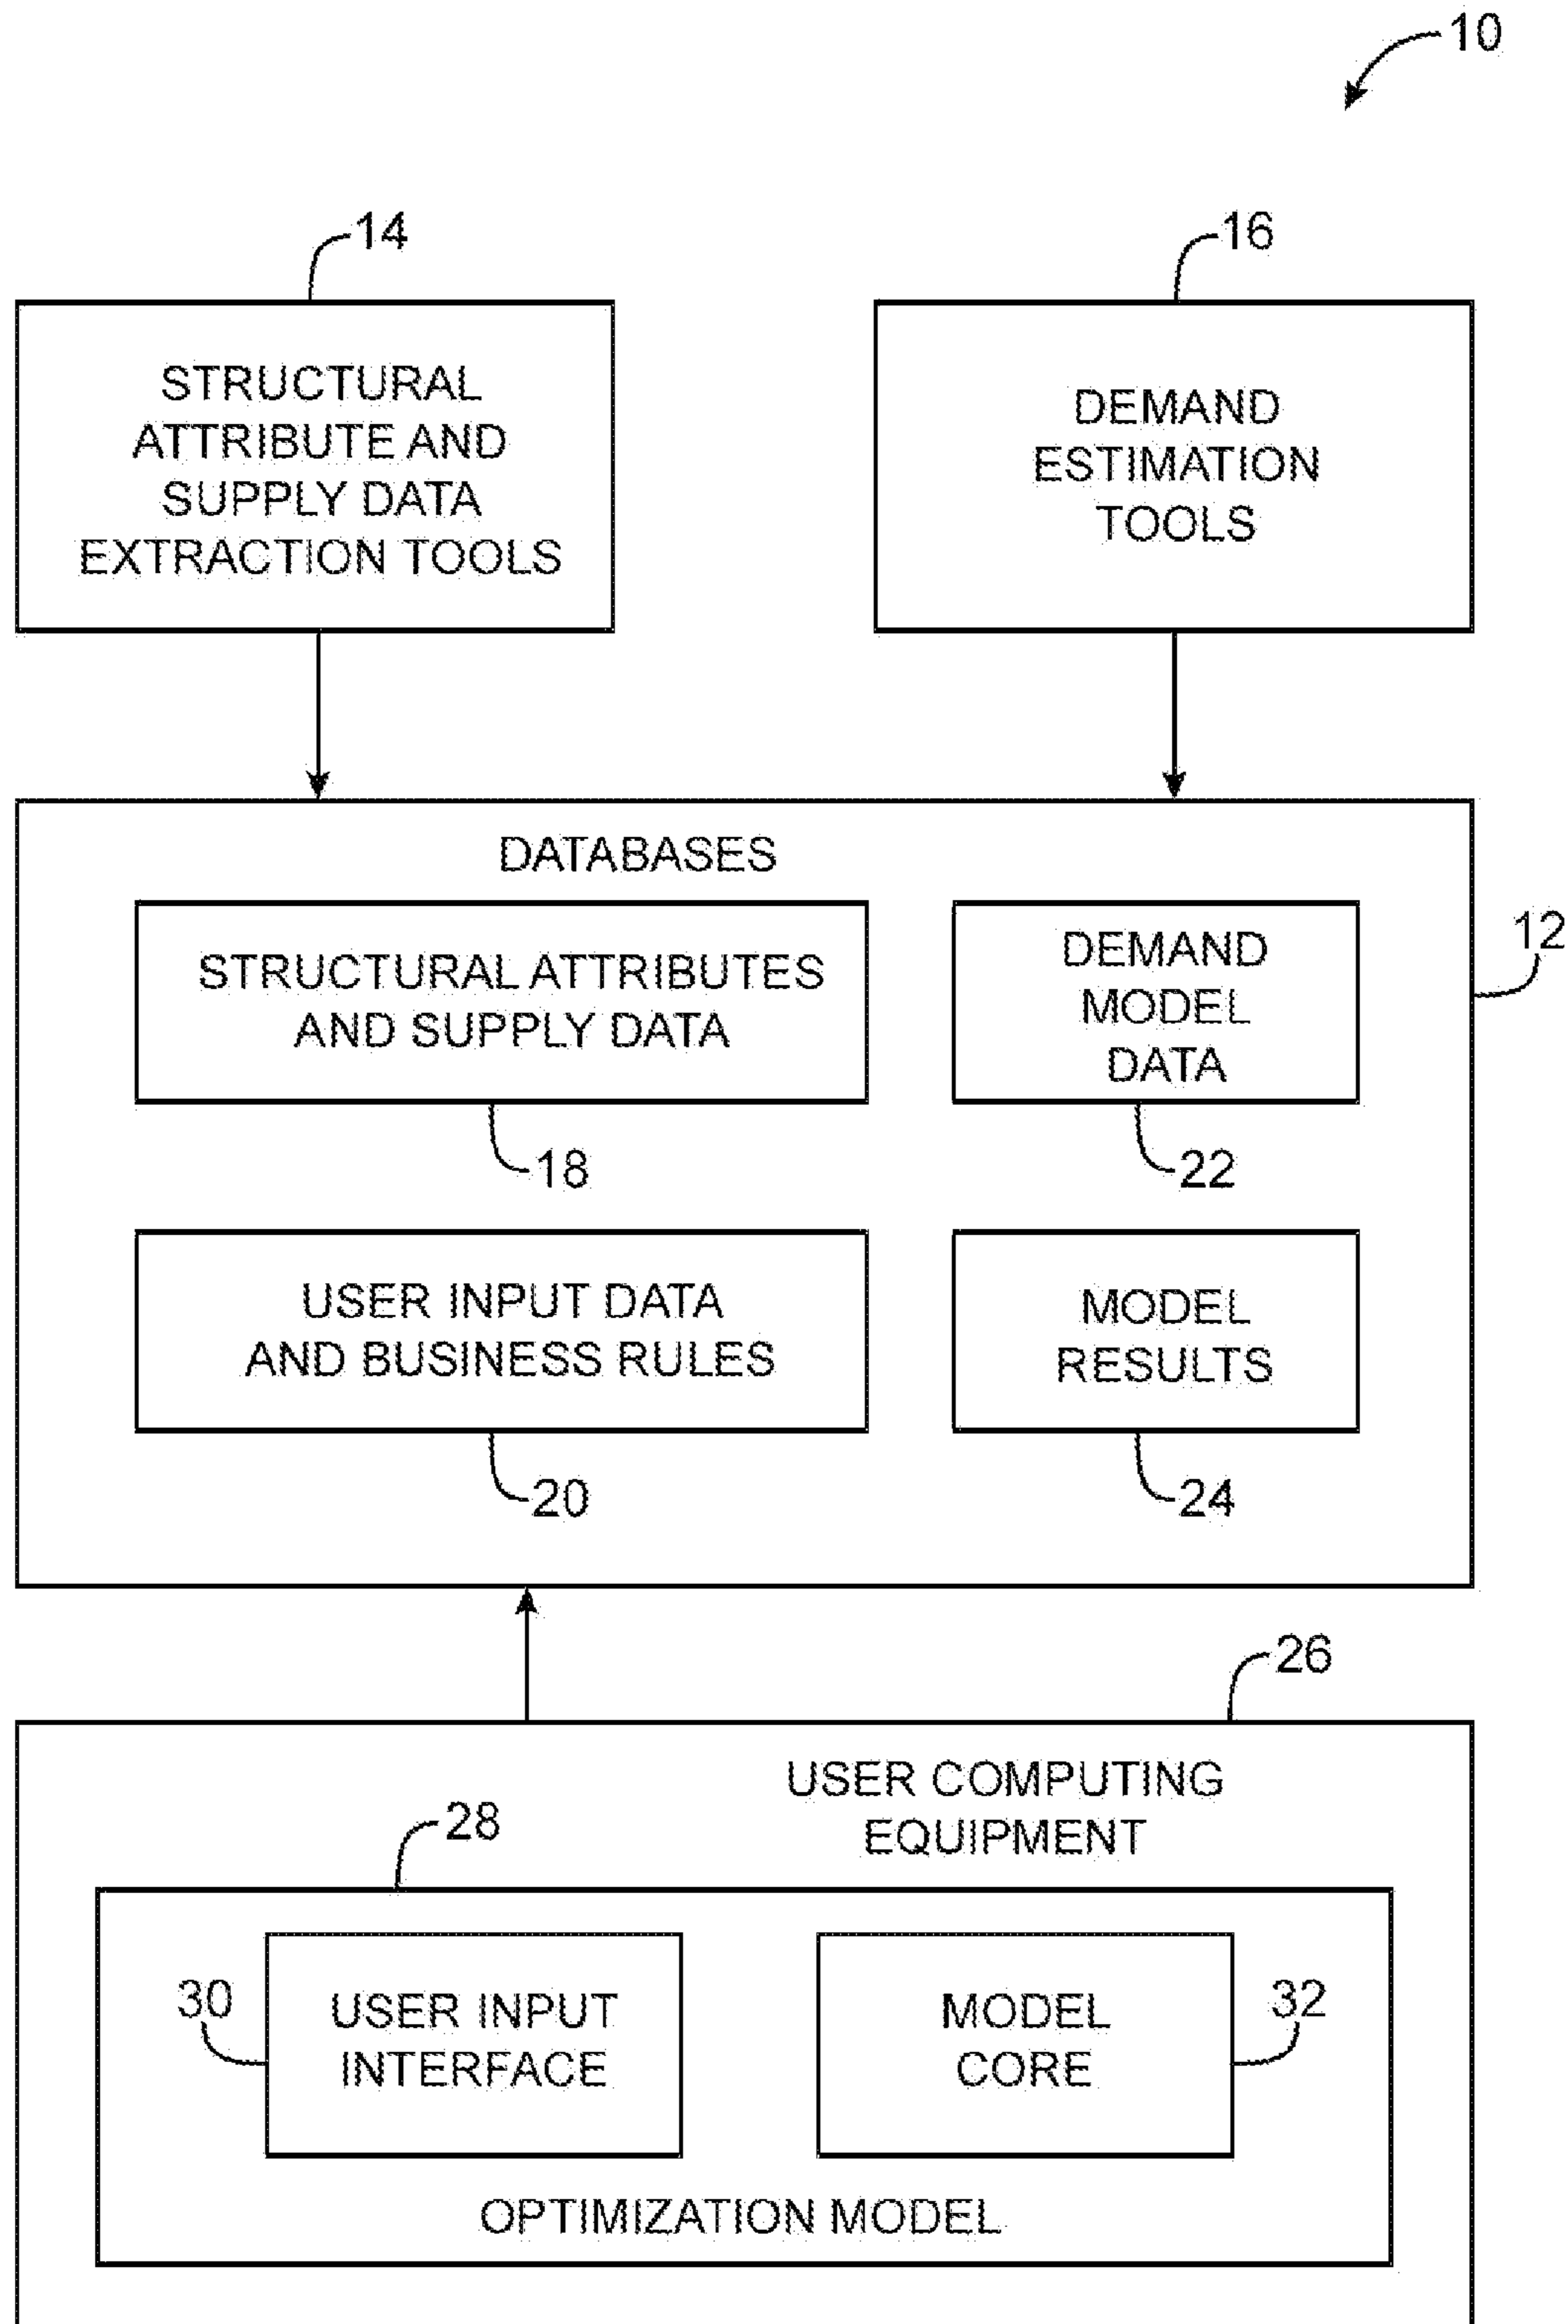 10
14
16
STRUCTURAL
ATTRIBUTE AND
SUPPLY DATA
EXTRACTION TOOLS
DEMAND
ESTIMATION
TOOLS
DATABASES
12
STRUCTURAL ATTRIBUTES
AND SUPPLY DATA
18
DEMAND
MODEL
DATA
22
USER INPUT DATA
AND BUSINESS RULES
20
MODEL
RESULTS
24
26
USER COMPUTING
EQUIPMENT
28
30
USER INPUT
INTERFACE
MODEL
CORE
32
OPTIMIZATION MODEL